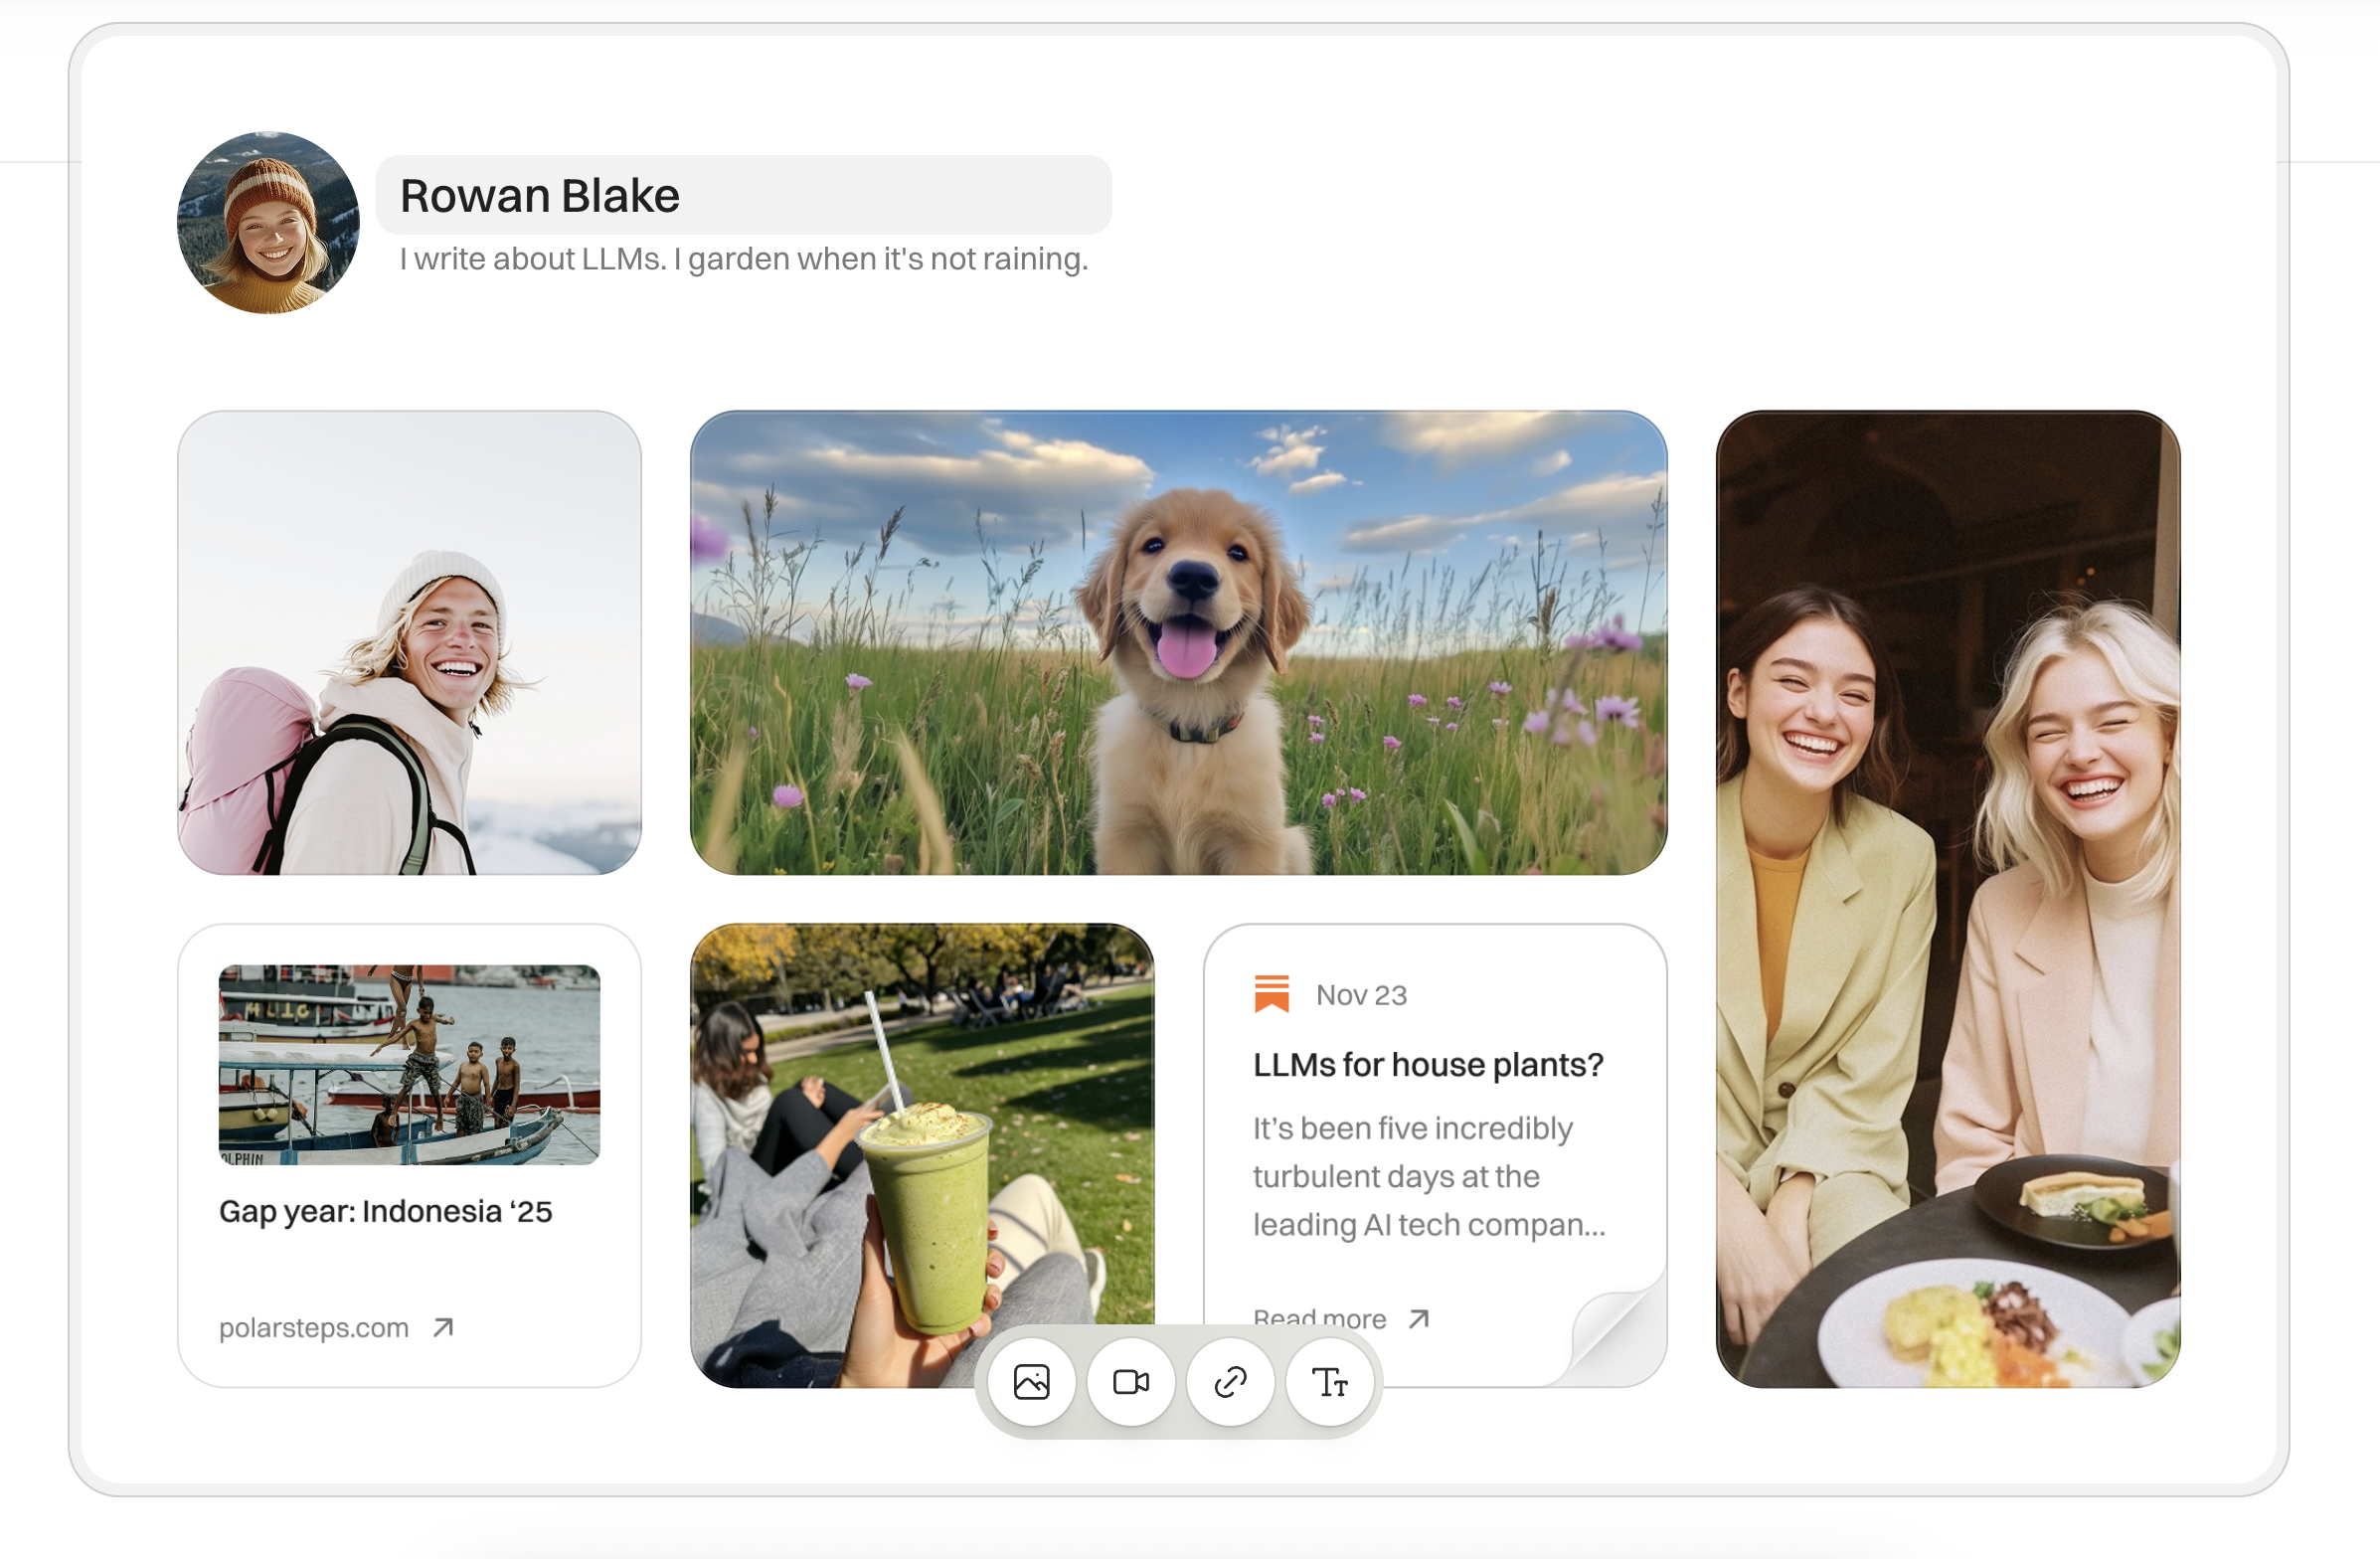 Rowan Blake
I write about LLMs. I garden when it's not raining.
Gap year: Indonesia ‘25
polarsteps.com
Nov 23
LLMs for house plants?
It’s been five incredibly
turbulent days at the
leading AI tech compan...
Read more